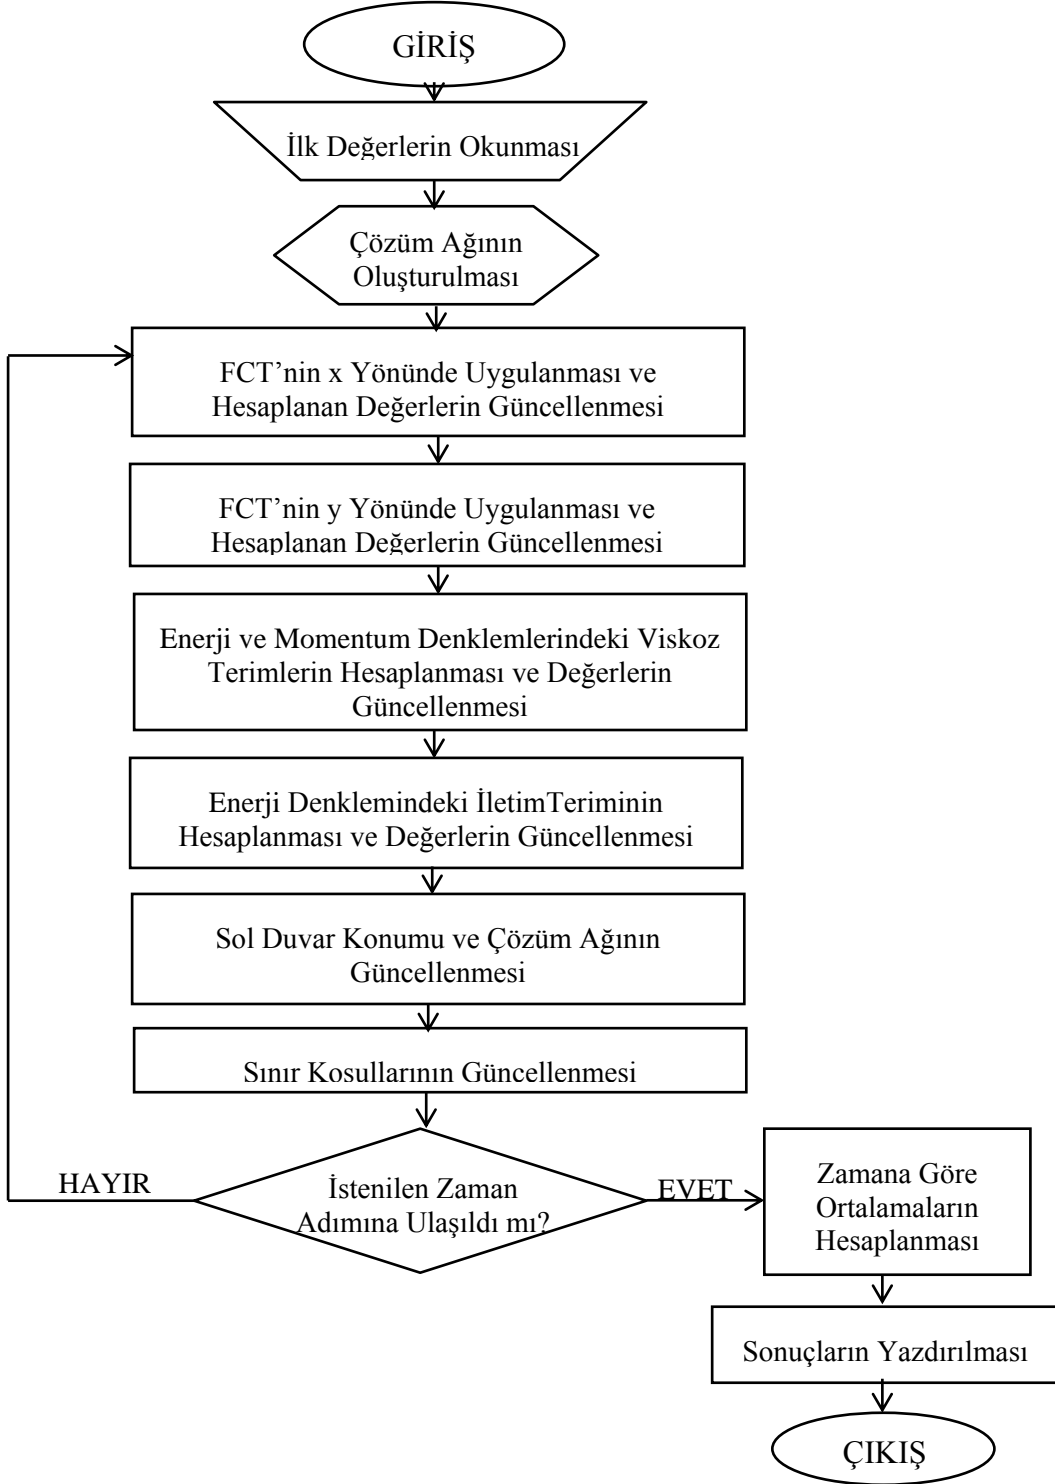 GİRİŞ
İlk Değerlerin Okunması
Çözüm Ağının
Oluşturulması
FCT’nin x Yönünde Uygulanması ve
Hesaplanan Değerlerin Güncellenmesi
FCT’nin y Yönünde Uygulanması ve
Hesaplanan Değerlerin Güncellenmesi
Enerji ve Momentum Denklemlerindeki Viskoz
Terimlerin Hesaplanması ve Değerlerin
Güncellenmesi
Enerji Denklemindeki İletimTeriminin
Hesaplanması ve Değerlerin Güncellenmesi
Sol Duvar Konumu ve Çözüm Ağının
Güncellenmesi
Sınır Kosullarının Güncellenmesi
HAYIR
İstenilen Zaman
Adımına Ulaşıldı mı?
EVET
Zamana Göre
Ortalamaların
Hesaplanması
Sonuçların Yazdırılması
ÇIKIŞ